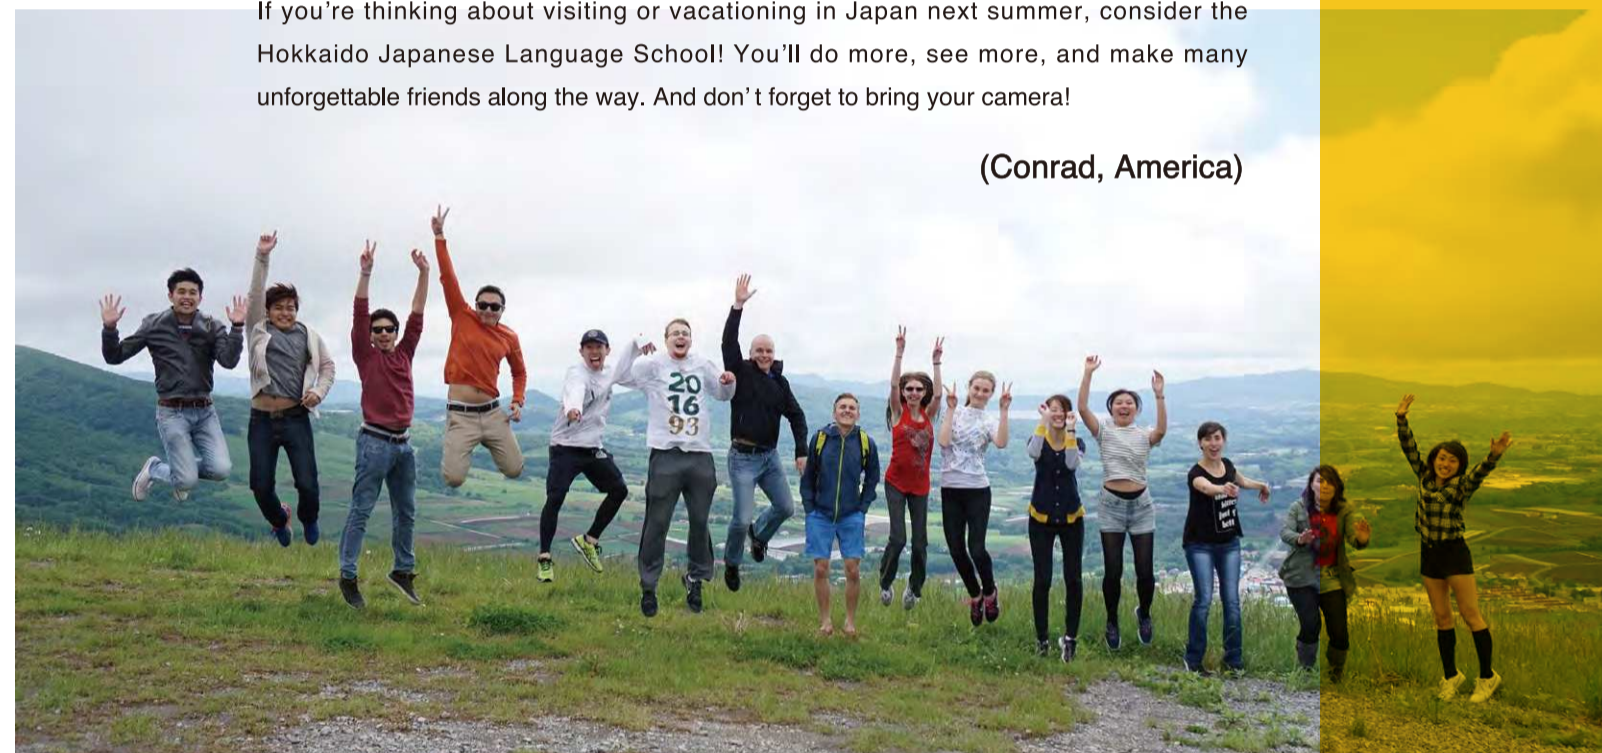 If you're thinking about visiting or vacationing in Japan next summer, consider the
Hokkaido Japanese Language School! You'll do more, see more, and make many
unforgettable friends along the way. And don't forget to bring your camera!
(Conrad, America)
20
16
93